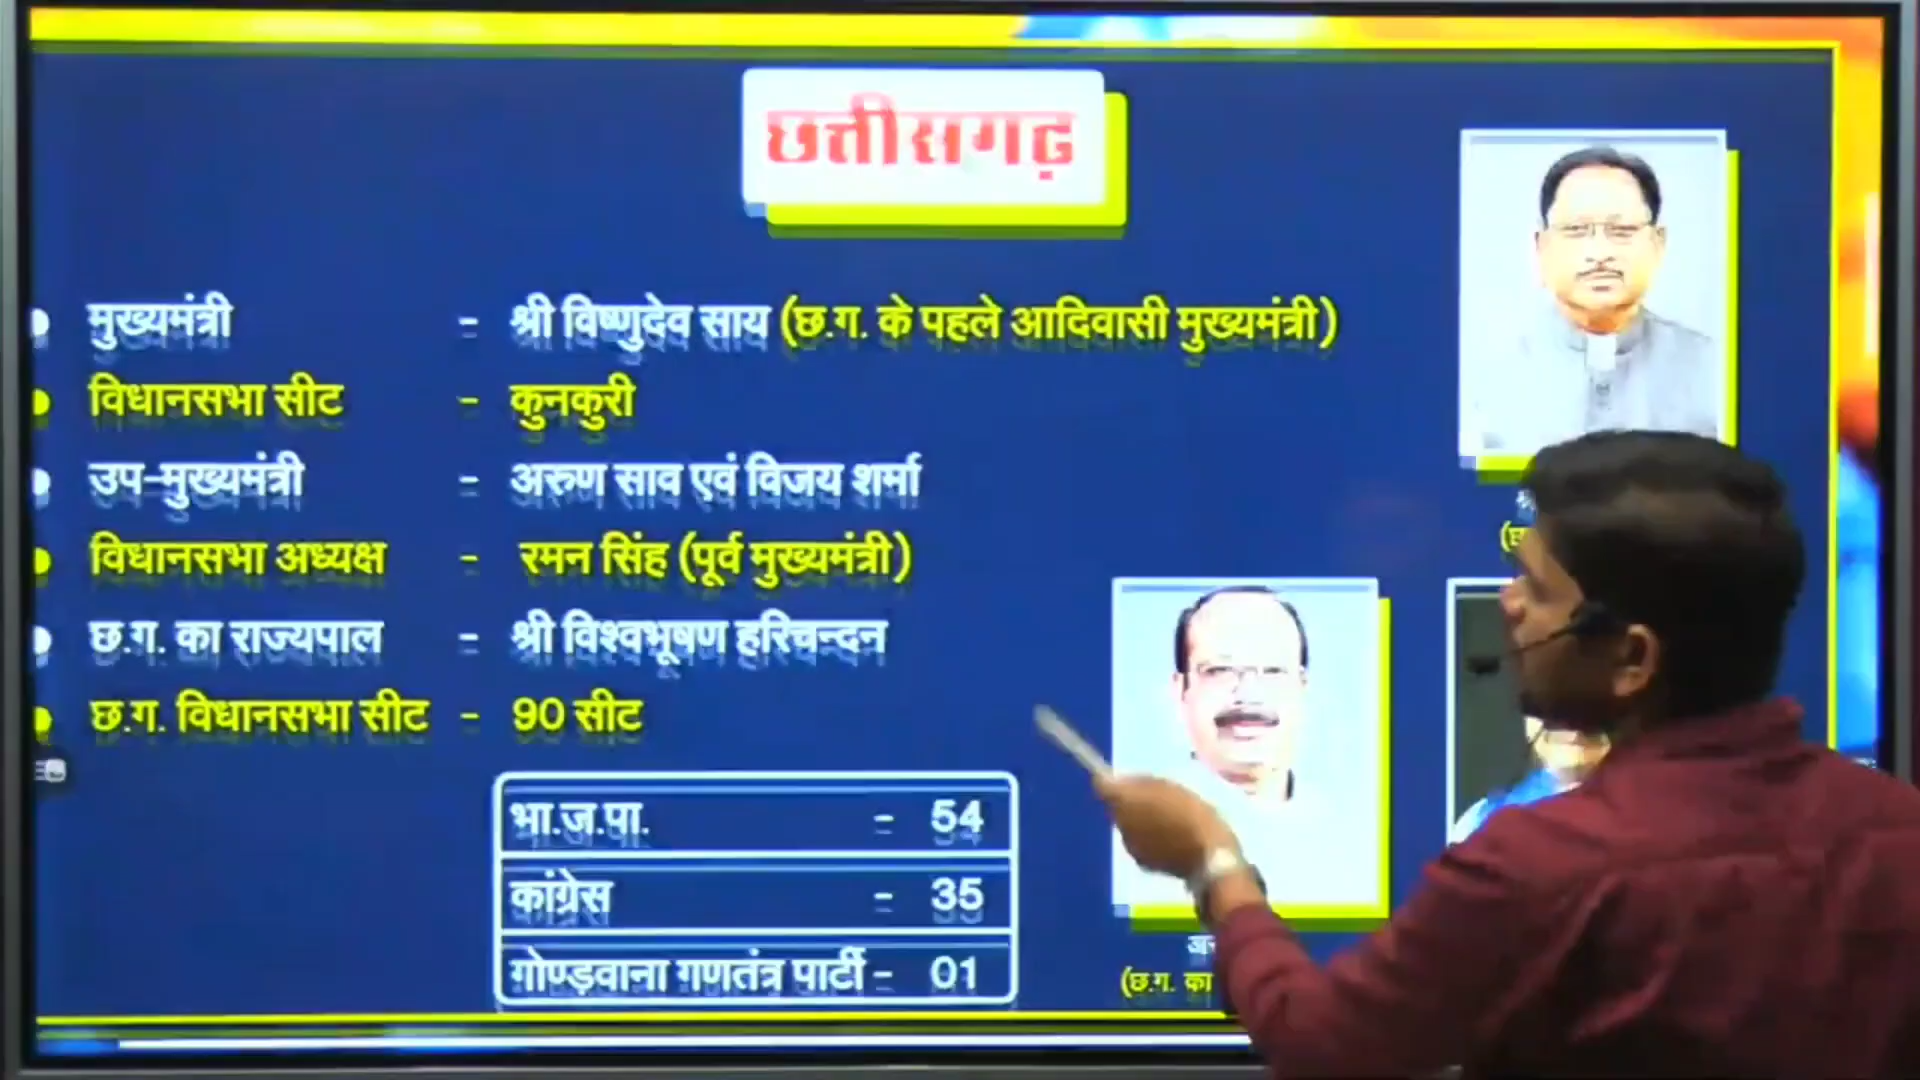 छत्तीसगढ़
मुख्यमंत्री - श्री विष्णुदेव साय (छ.ग. के पहले आदिवासी मुख्यमंत्री)
विधानसभा सीट - कुनकुरी
उप-मुख्यमंत्री - अरुण साव एवं विजय शर्मा
विधानसभा अध्यक्ष - रमन सिंह (पूर्व मुख्यमंत्री)
छ.ग. का राज्यपाल - श्री विश्वभूषण हरिचन्दन
छ.ग. विधानसभा सीट - 90 सीट
भा.ज.पा. - 54
कांग्रेस - 35
गोण्डवाना गणतंत्र पार्टी - 01
(छ.ग. का